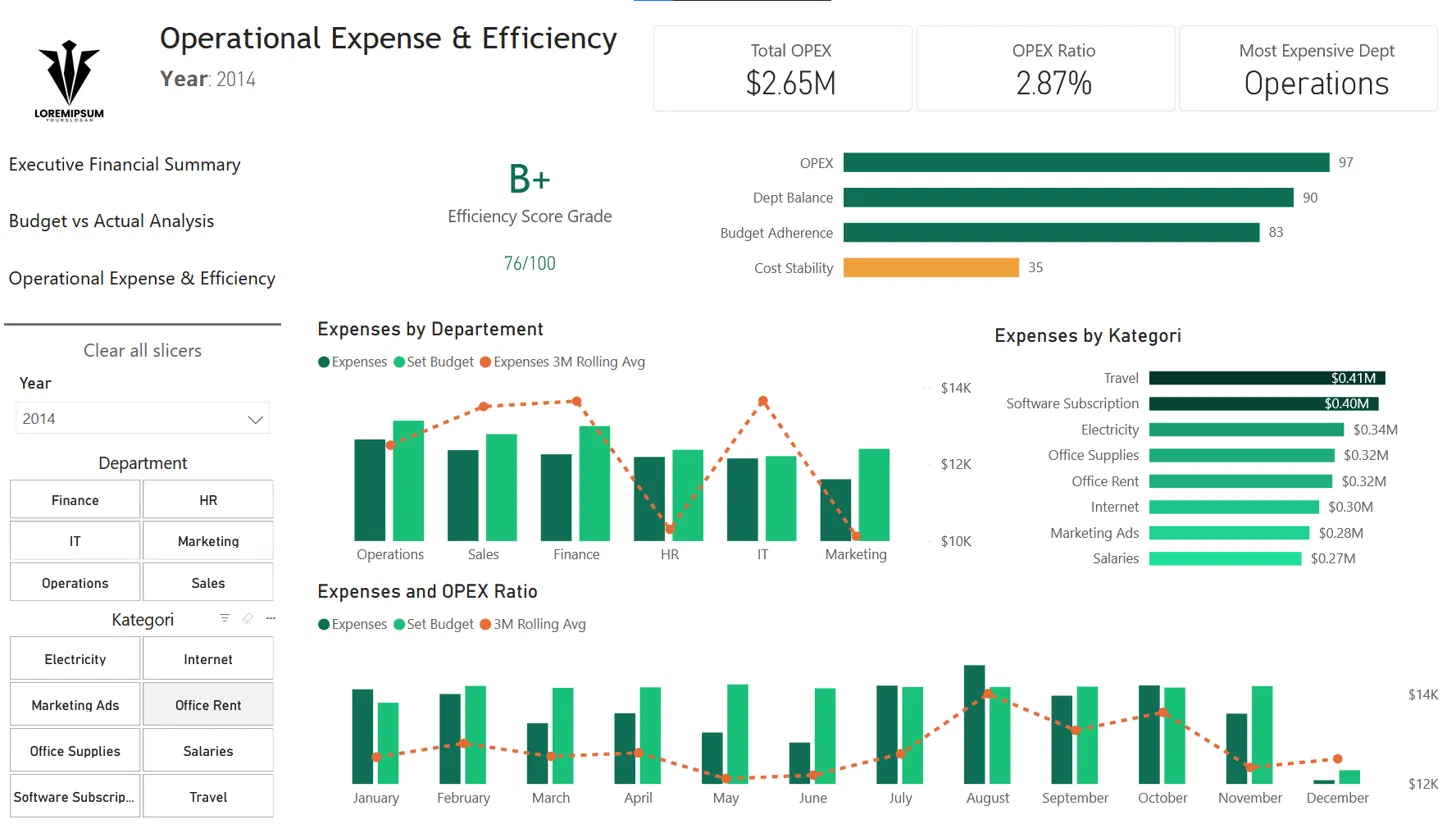 Operational Expense & Efficiency
Year: 2014
LOREMIPSUM
YOURSLOGAN
Total OPEX
$2.65M
OPEX Ratio
2.87%
Most Expensive Dept
Operations
Executive Financial Summary
Budget vs Actual Analysis
Operational Expense & Efficiency
B+
Efficiency Score Grade
76/100
OPEX 97
Dept Balance 90
Budget Adherence 83
Cost Stability 35
Clear all slicers
Year
2014
Department
Finance HR
IT Marketing
Operations Sales
Kategori
Electricity Internet
Marketing Ads Office Rent
Office Supplies Salaries
Software Subscrip... Travel
Expenses by Departement
Expenses Set Budget Expenses 3M Rolling Avg
$14K
$12K
$10K
Operations Sales Finance HR IT Marketing
Expenses by Kategori
Travel $0.41M
Software Subscription $0.40M
Electricity $0.34M
Office Supplies $0.32M
Office Rent $0.32M
Internet $0.30M
Marketing Ads $0.28M
Salaries $0.27M
Expenses and OPEX Ratio
Expenses Set Budget 3M Rolling Avg
$14K
$12K
January February March April May June July August September October November December